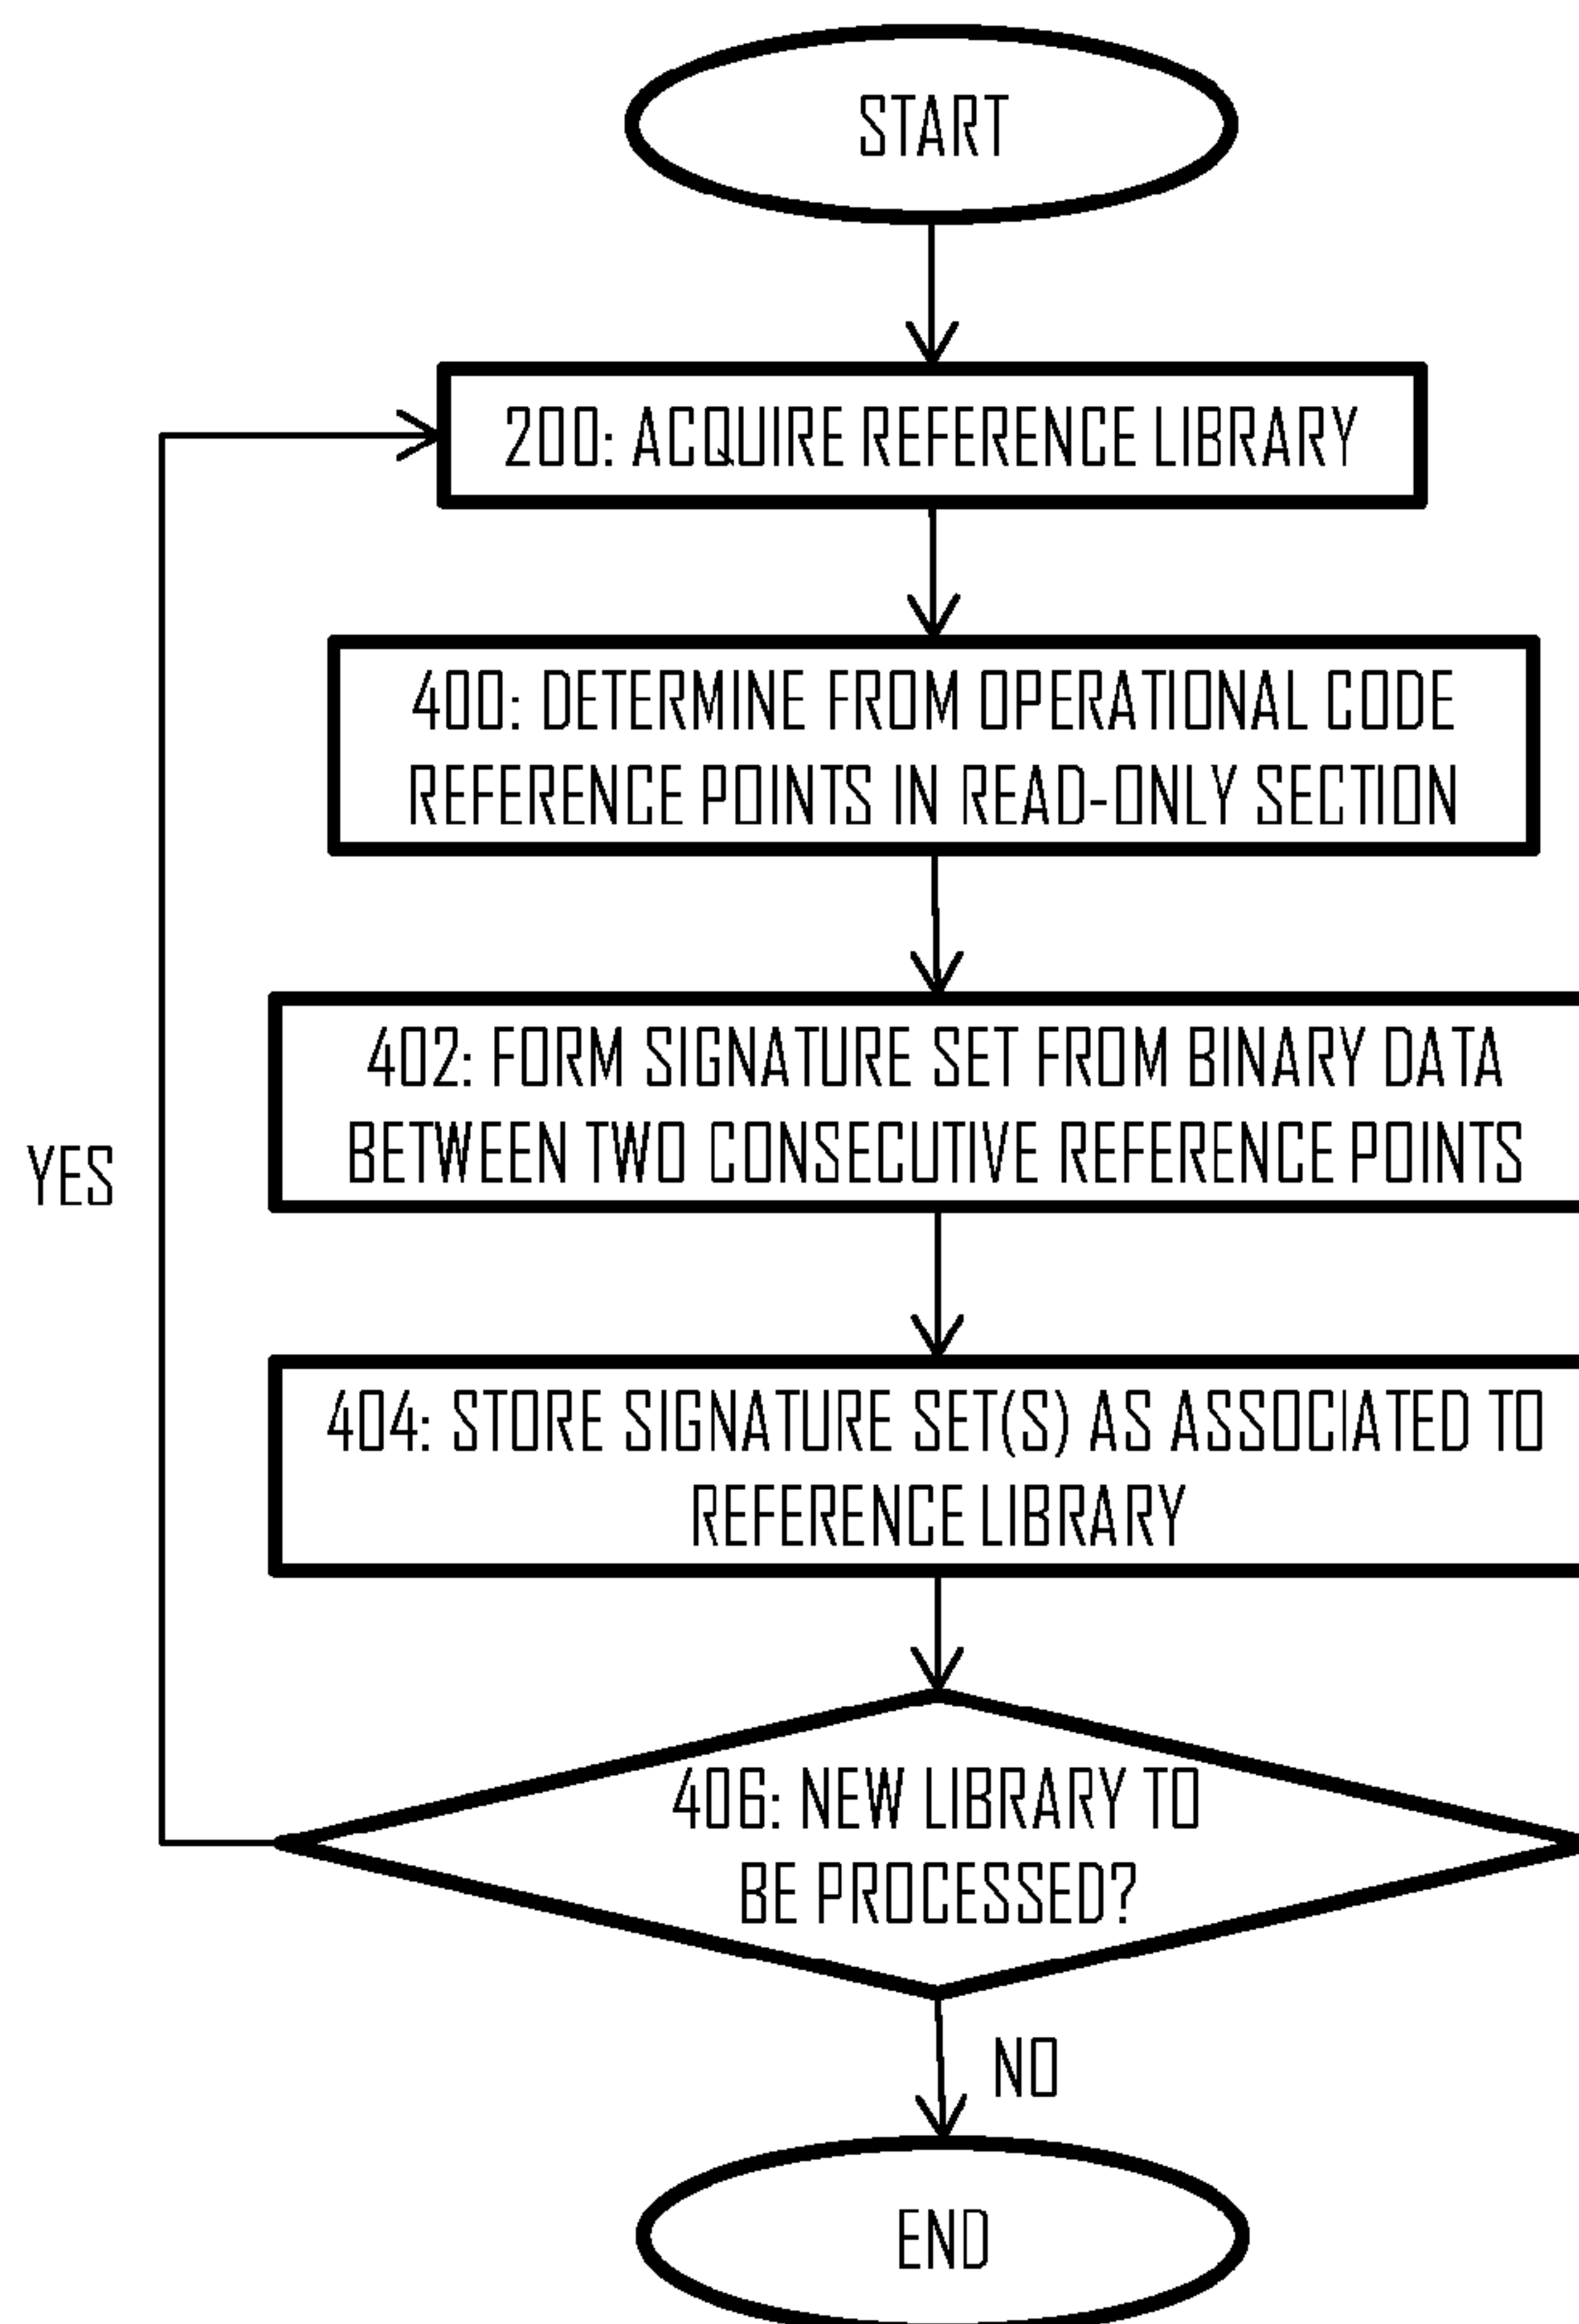 START
200: ACQUIRE REFERENCE LIBRARY
400: DETERMINE FROM OPERATIONAL CODE
REFERENCE POINTS IN READ-ONLY SECTION
402: FORM SIGNATURE SET FROM BINARY DATA
BETWEEN TWO CONSECUTIVE REFERENCE POINTS
YES
404: STORE SIGNATURE SET(S) AS ASSOCIATED TO
REFERENCE LIBRARY
406: NEW LIBRARY TO
BE PROCESSED?
NO
END